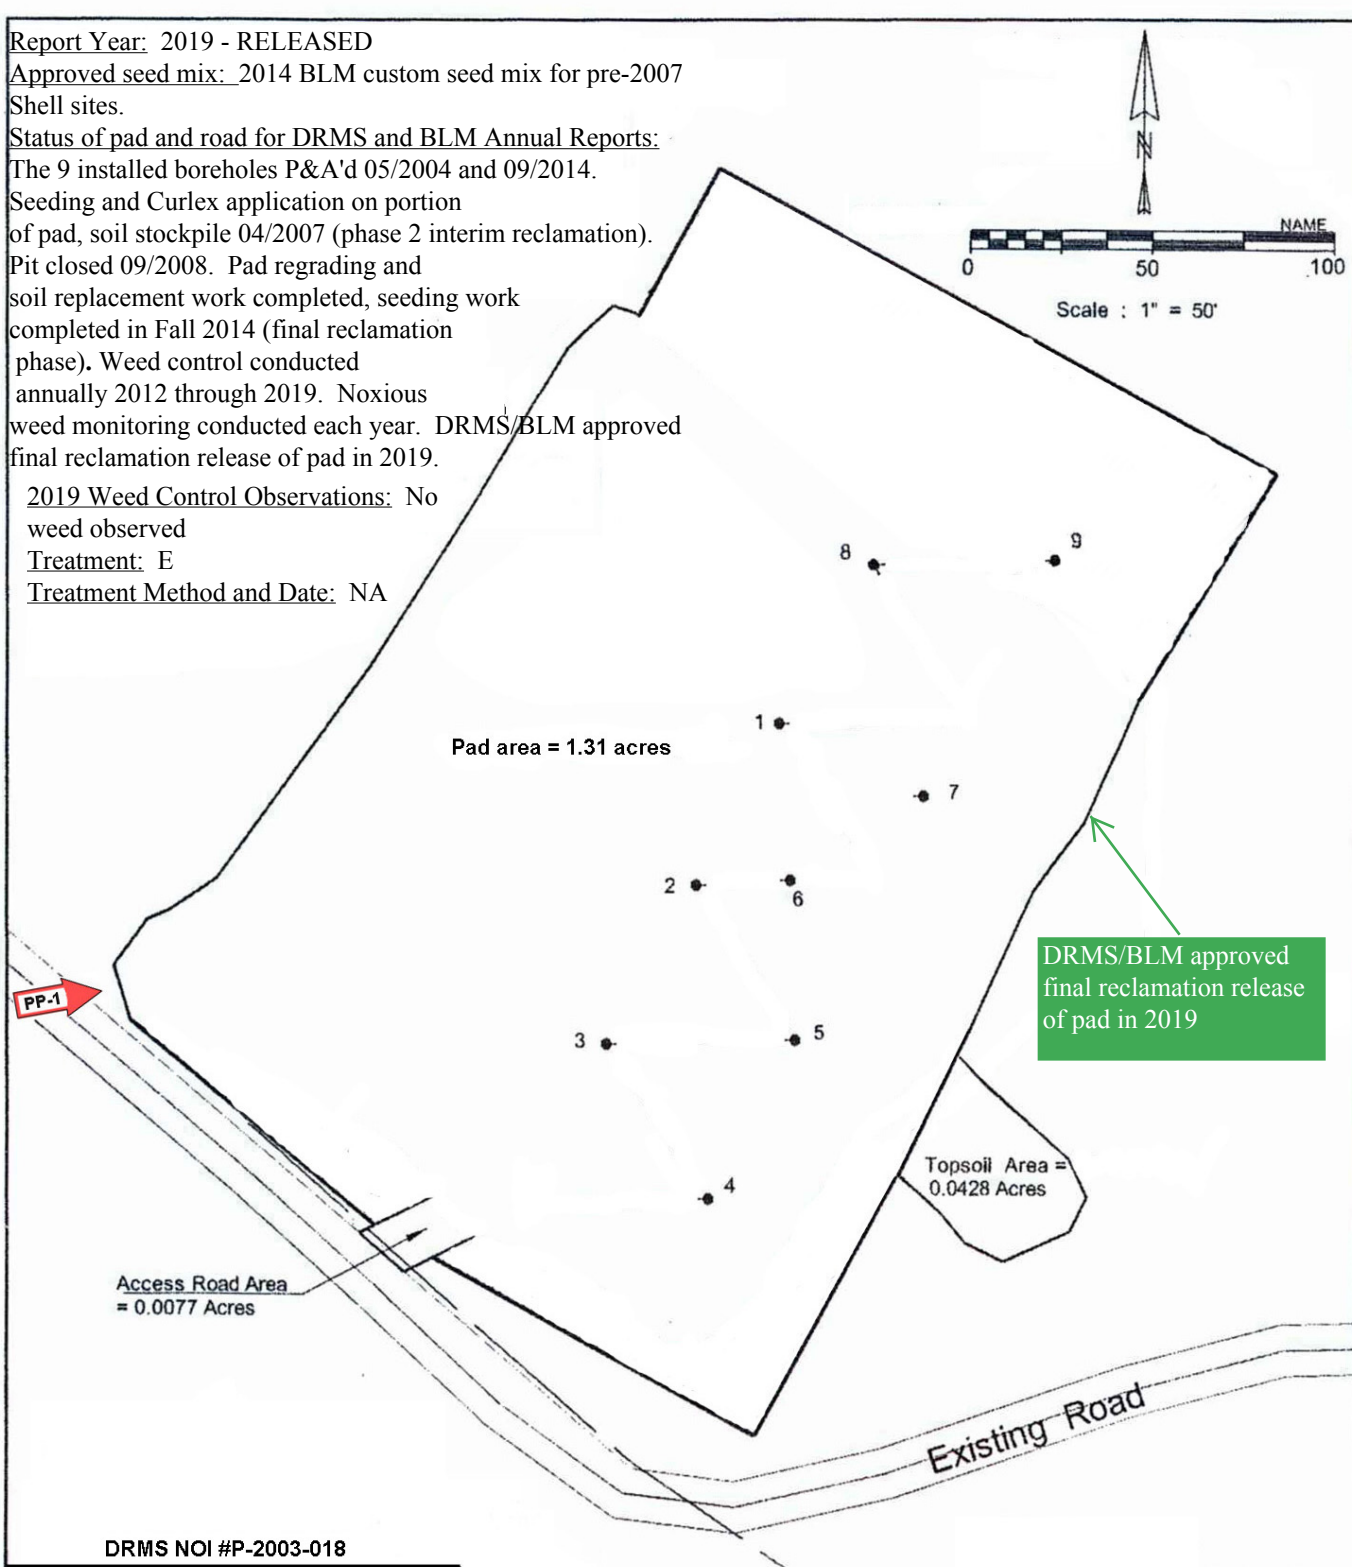 Report Year: 2019 - RELEASED
Approved seed mix: 2014 BLM custom seed mix for pre-2007
Shell sites.
Status of pad and road for DRMS and BLM Annual Reports:
The 9 installed boreholes P&A'd 05/2004 and 09/2014.
Seeding and Curlex application on portion
of pad, soil stockpile 04/2007 (phase 2 interim reclamation).
Pit closed 09/2008. Pad regrading and
soil replacement work completed, seeding work
completed in Fall 2014 (final reclamation
phase). Weed control conducted
annually 2012 through 2019. Noxious
weed monitoring conducted each year. DRMS/BLM approved
final reclamation release of pad in 2019.
2019 Weed Control Observations: No
weed observed
Treatment: E
Treatment Method and Date: NA
N
NAME
0 50 100
Scale : 1" = 50'
8
9
1
Pad area = 1.31 acres
7
2
6
DRMS/BLM approved
final reclamation release
of pad in 2019
PP-1
3
5
Topsoil Area =
0.0428 Acres
4
Access Road Area
= 0.0077 Acres
Existing Road
DRMS NOI #P-2003-018